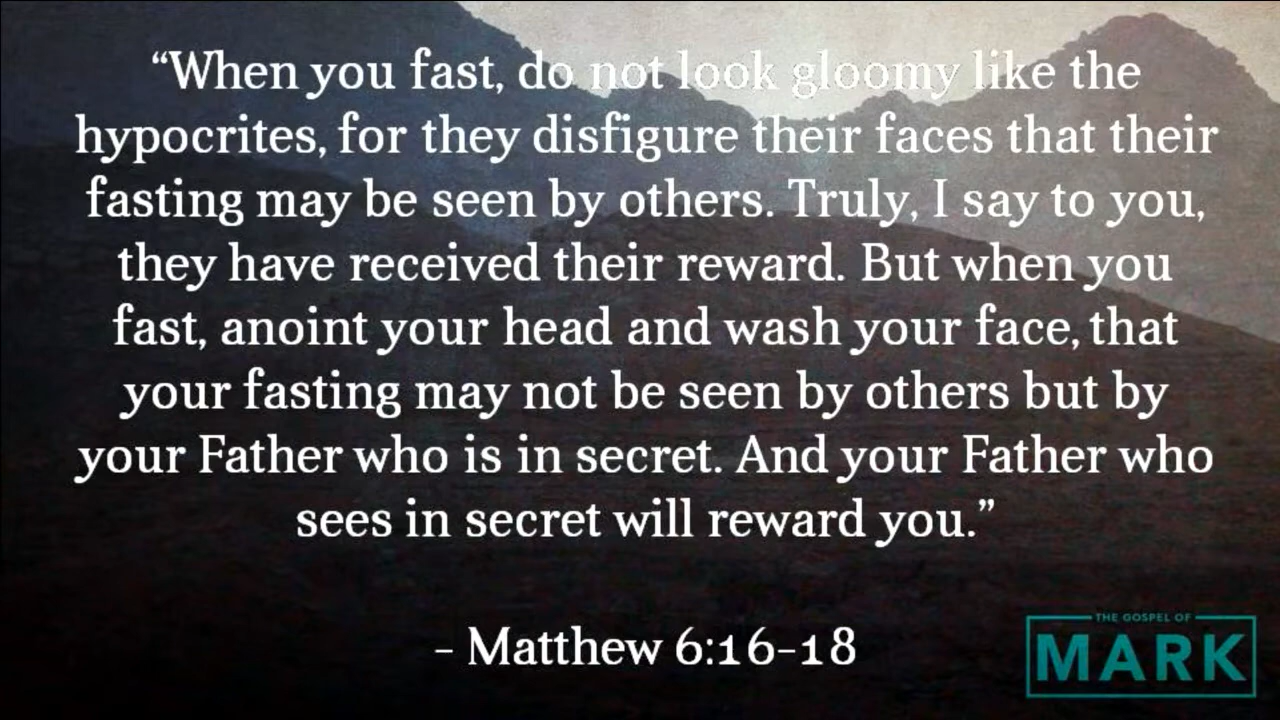 “When you fast, do not look gloomy like the
hypocrites, for they disfigure their faces that their
fasting may be seen by others. Truly, I say to you,
they have received their reward. But when you
fast, anoint your head and wash your face, that
your fasting may not be seen by others but by
your Father who is in secret. And your Father who
sees in secret will reward you.”
- Matthew 6:16-18
THE GOSPEL OF
MARK